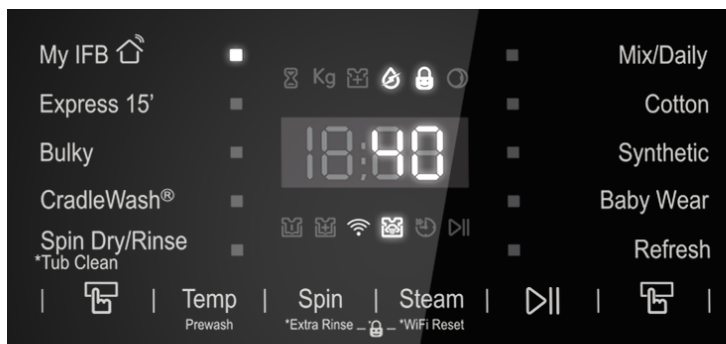 My IFB
Express 15'
Bulky
CradleWash®
Spin Dry/Rinse
*Tub Clean
Kg
40
Mix/Daily
Cotton
Synthetic
Baby Wear
Refresh
| | Temp | Spin | Steam | | |
Prewash *Extra Rinse – – *WiFi Reset